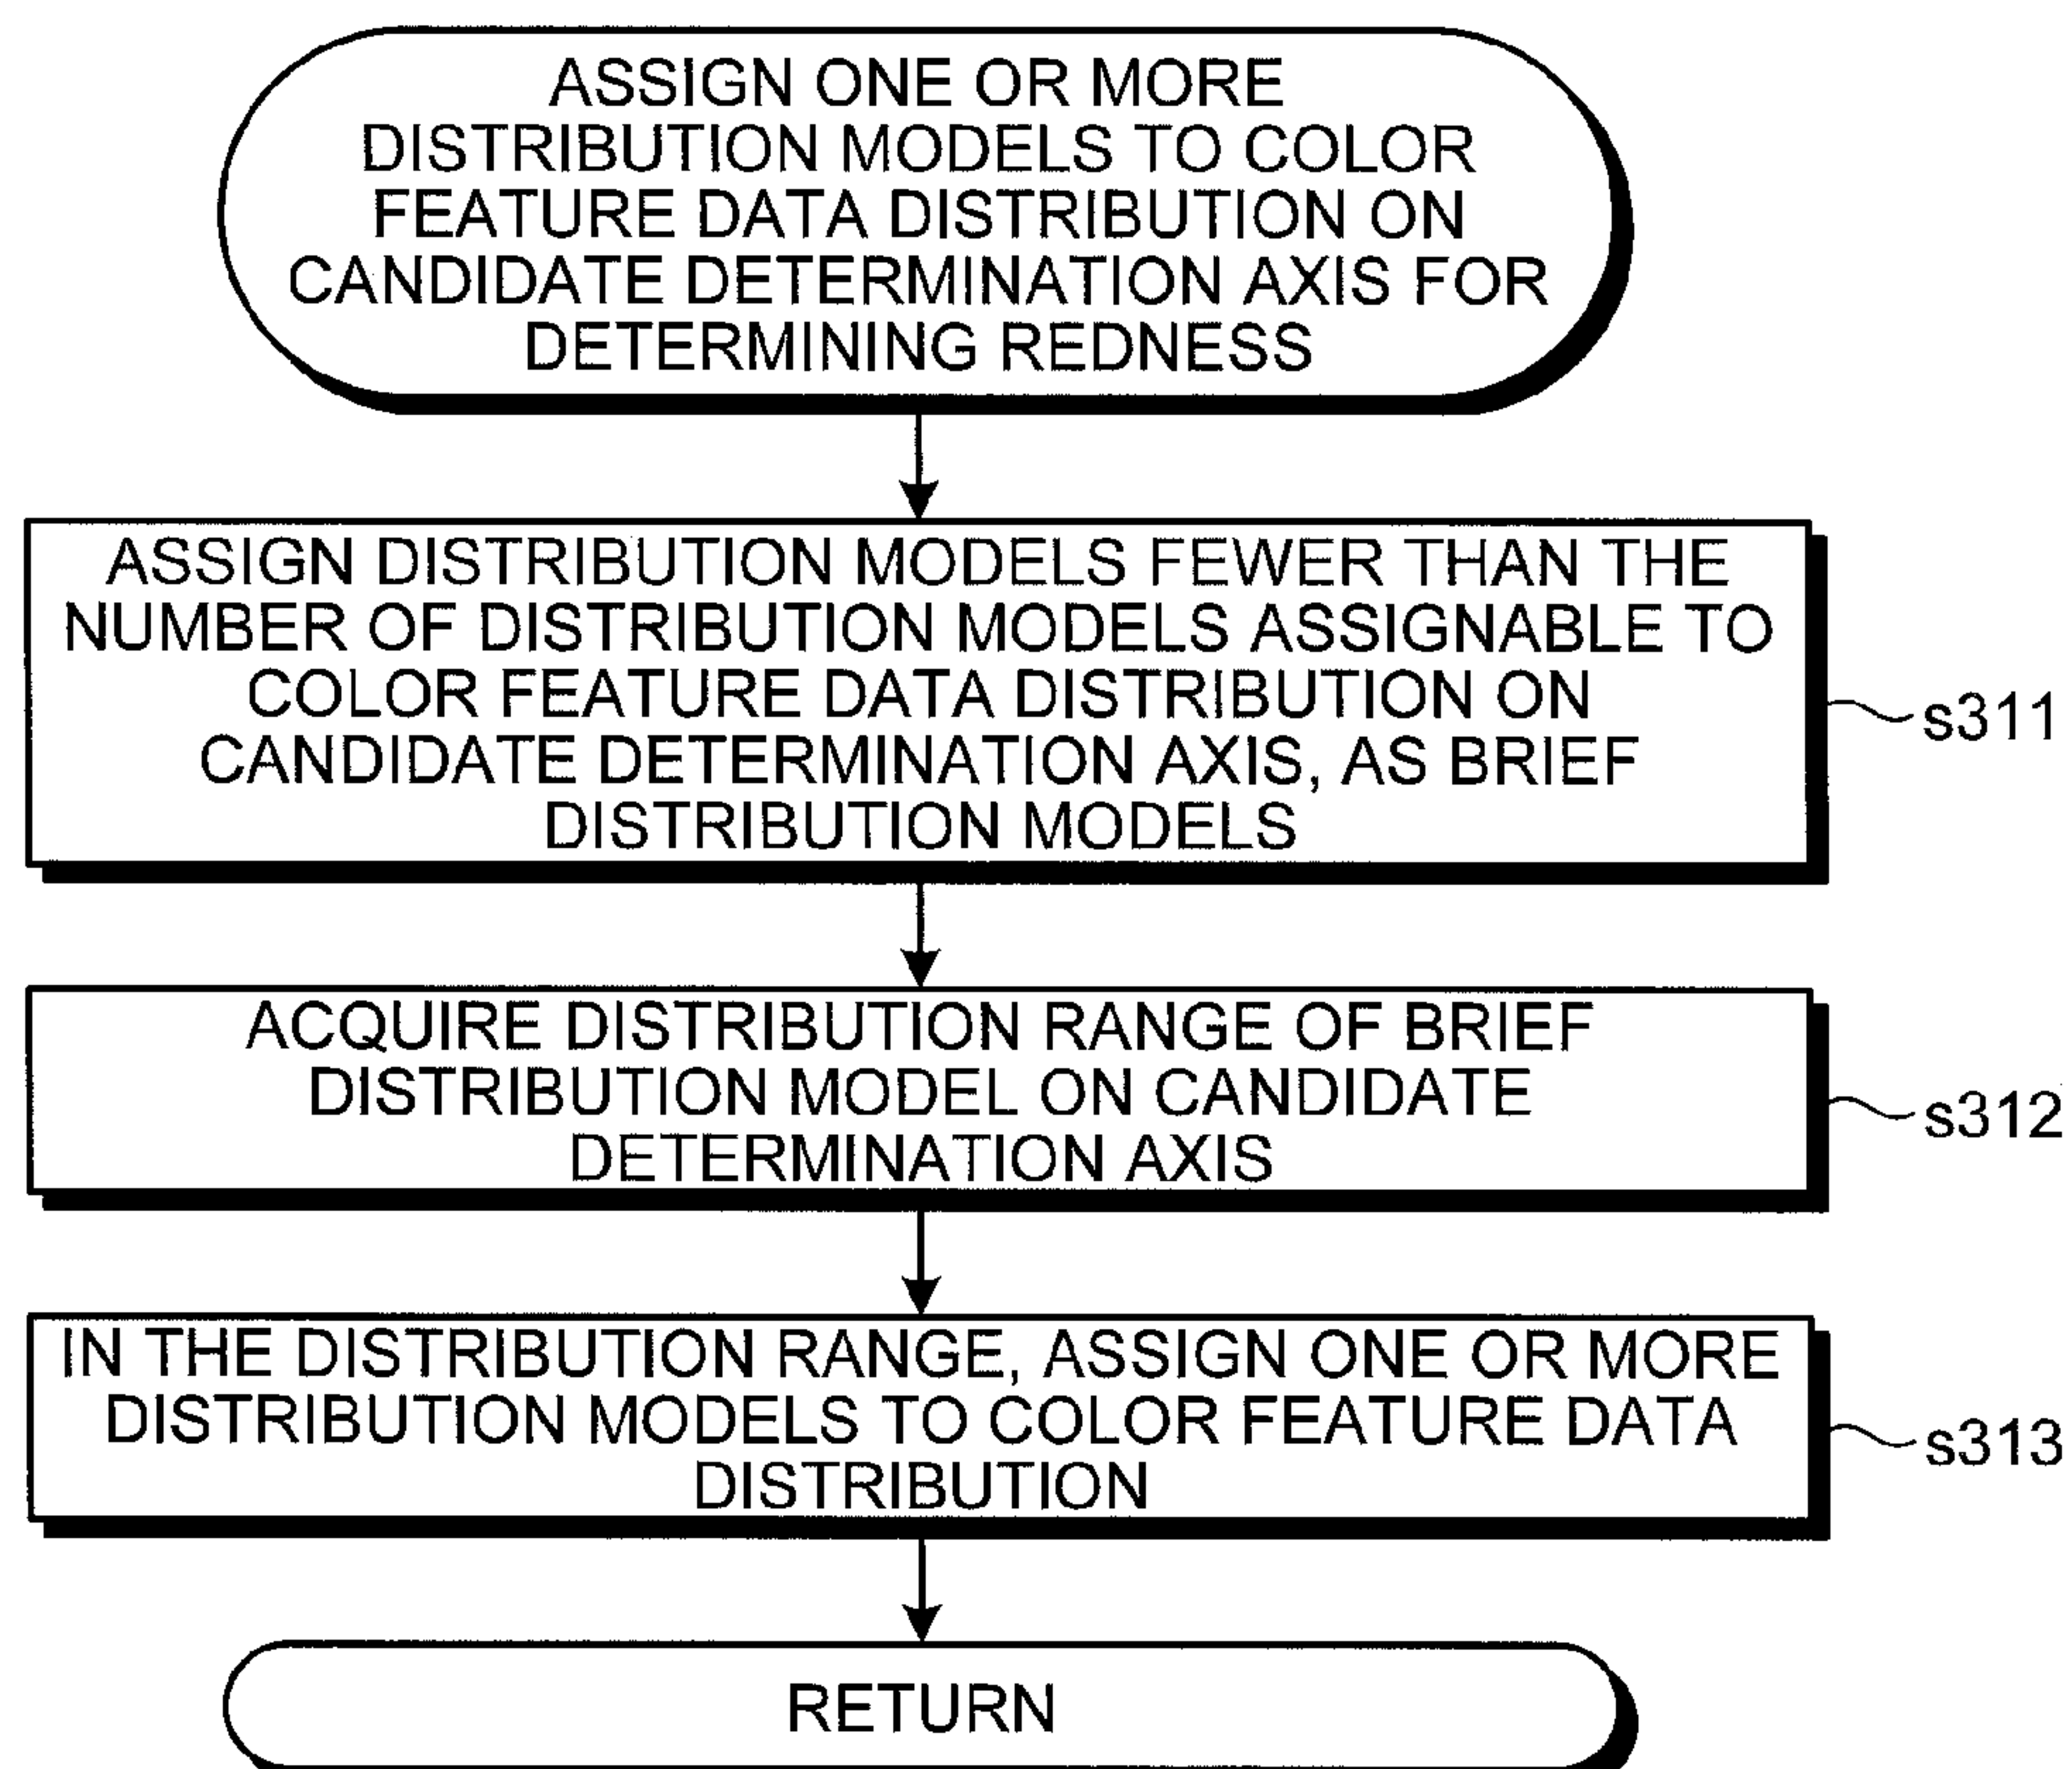 ASSIGN ONE OR MORE
DISTRIBUTION MODELS TO COLOR
FEATURE DATA DISTRIBUTION ON
CANDIDATE DETERMINATION AXIS FOR
DETERMINING REDNESS
ASSIGN DISTRIBUTION MODELS FEWER THAN THE
NUMBER OF DISTRIBUTION MODELS ASSIGNABLE TO
COLOR FEATURE DATA DISTRIBUTION ON
CANDIDATE DETERMINATION AXIS, AS BRIEF
DISTRIBUTION MODELS
s311
ACQUIRE DISTRIBUTION RANGE OF BRIEF
DISTRIBUTION MODEL ON CANDIDATE
DETERMINATION AXIS
s312
IN THE DISTRIBUTION RANGE, ASSIGN ONE OR MORE
DISTRIBUTION MODELS TO COLOR FEATURE DATA
DISTRIBUTION
s313
RETURN